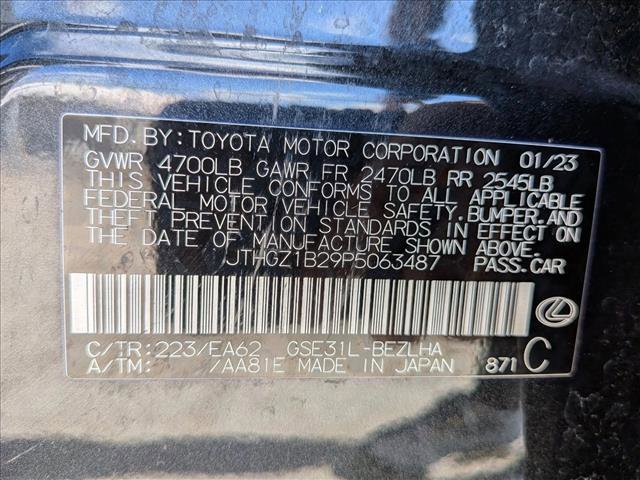 MFD.BY:TOYOTA MOTOR CORPORATION 01/23
GVWR 4700LB GAWR FR 2470LB RR 2545LB
THIS VEHICLE CONFORMS TO ALL APPLICABLE
FEDERAL MOTOR VEHICLE SAFETY.BUMPER.AND
THEFT PREVENTION STANDARDS IN EFFECT ON
THE DATE OF MANUFACTURE SHOWN ABOVE.
JTHGZ1B29P5063487 PASS.CAR
C/TR:223/EA62 GSE31L-BEZLHA
A/TM: /AA81E MADE IN JAPAN 871 C